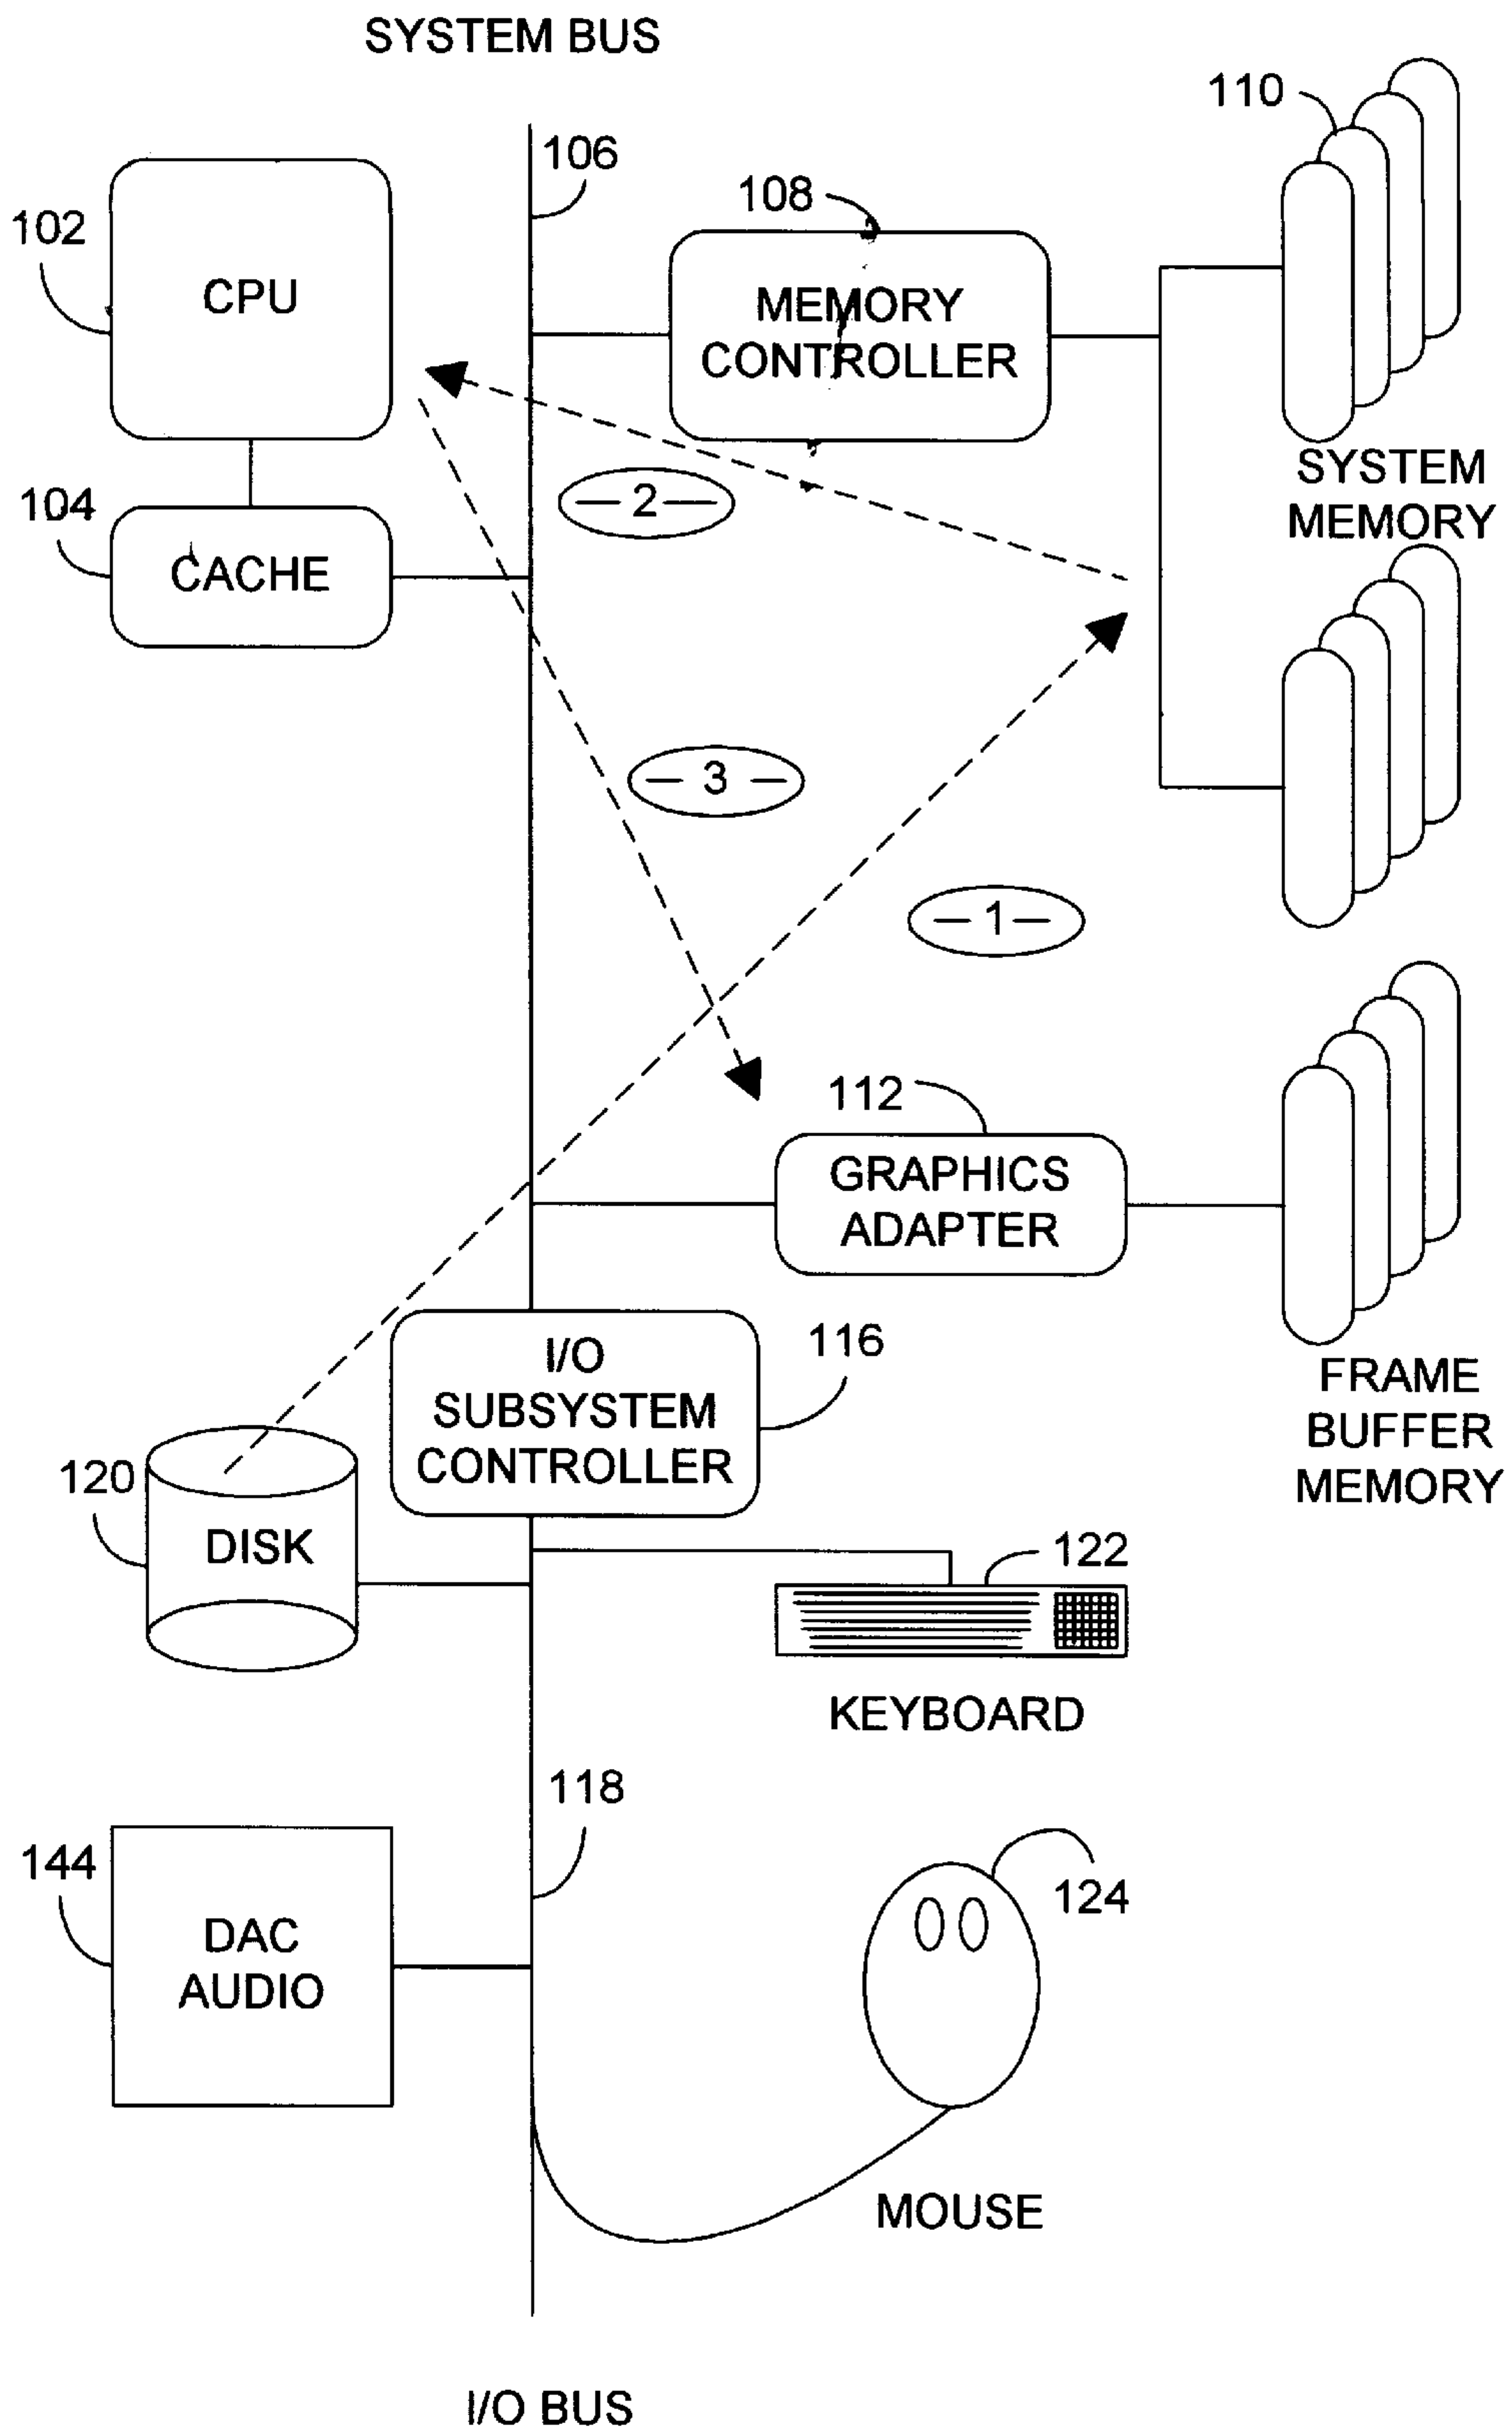 SYSTEM BUS
110
106
108
102
CPU
MEMORY
CONTROLLER
SYSTEM
MEMORY
104
CACHE
2
3
1
112
GRAPHICS
ADAPTER
116
I/O
SUBSYSTEM
CONTROLLER
FRAME
BUFFER
MEMORY
120
DISK
122
KEYBOARD
118
144
DAC
AUDIO
124
MOUSE
I/O BUS